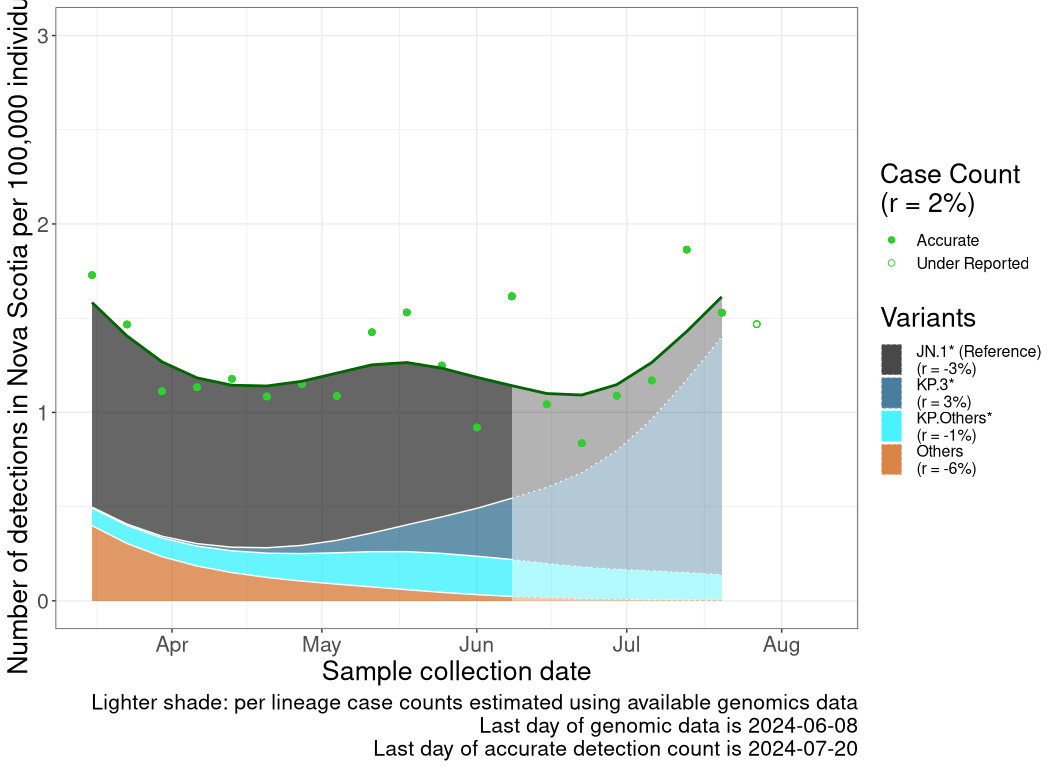 Number of detections in Nova Scotia per 100,000
3
2
1
0
Apr
May
Jun
Jul
Aug
Sample collection date
Lighter shade: per lineage case counts estimated using available genomics data
Last day of genomic data is 2024-06-08
Last day of accurate detection count is 2024-07-20
Case Count
(r = 2%)
Accurate
Under Reported
Variants
JN.1* (Reference)
(r = -3%)
KP.3*
(r = 3%)
KP.Others*
(r = -1%)
Others
(r = -6%)